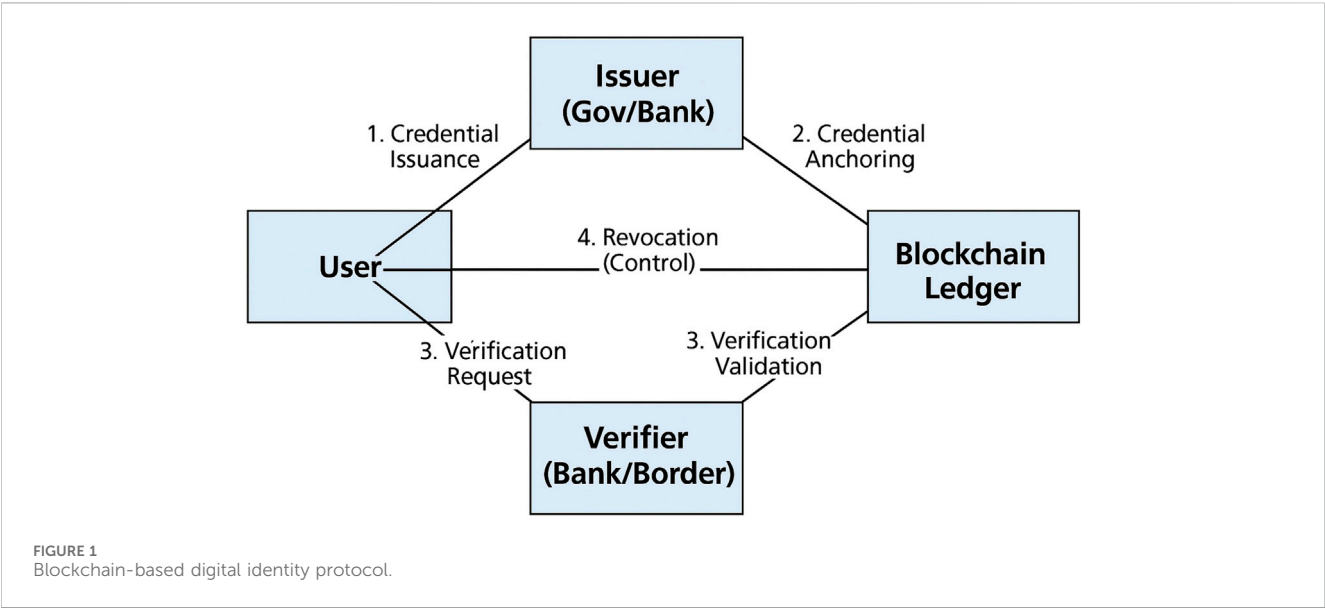 Issuer
(Gov/Bank)
1. Credential
Issuance
2. Credential
Anchoring
User
4. Revocation
(Control)
Blockchain
Ledger
3. Verification
Request
3. Verification
Validation
Verifier
(Bank/Border)
FIGURE 1
Blockchain-based digital identity protocol.